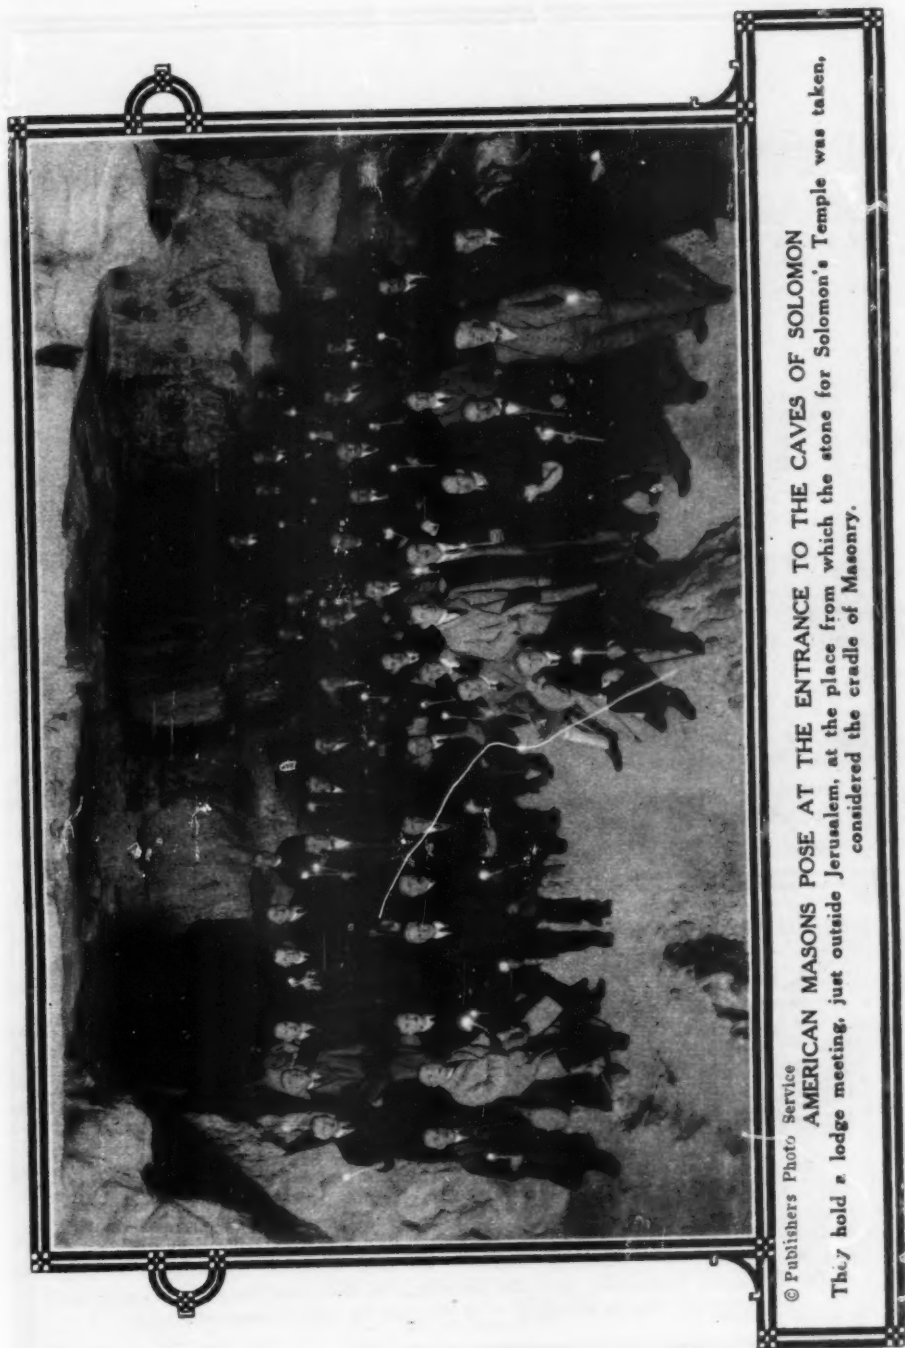 © Publishers Photo Service
AMERICAN MASONS POSE AT THE ENTRANCE TO THE CAVES OF SOLOMON
They hold a lodge meeting, just outside Jerusalem, at the place from which the stone for Solomon's Temple was taken,
considered the cradle of Masonry.